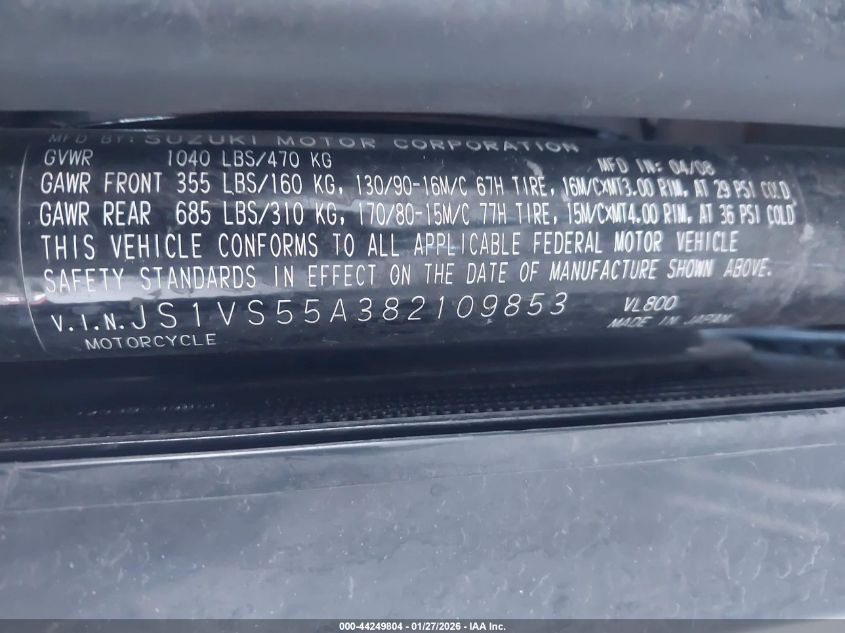 MFD BY: SUZUKI MOTOR CORPORATION
GVWR 1040 LBS/470 KG MFD IN: 04/08
GAWR FRONT 355 LBS/160 KG, 130/90-16M/C 67H TIRE, 16M/CXMT3.00 RIM, AT 29 PSI COLD
GAWR REAR 685 LBS/310 KG, 170/80-15M/C 77H TIRE, 15M/CXMT4.00 RIM, AT 36 PSI COLD
THIS VEHICLE CONFORMS TO ALL APPLICABLE FEDERAL MOTOR VEHICLE
SAFETY STANDARDS IN EFFECT ON THE DATE OF MANUFACTURE SHOWN ABOVE.
V.I.N. JS1VS55A382109853 VL800
MOTORCYCLE MADE IN JAPAN
000-44249804 - 01/27/2026 - IAA Inc.